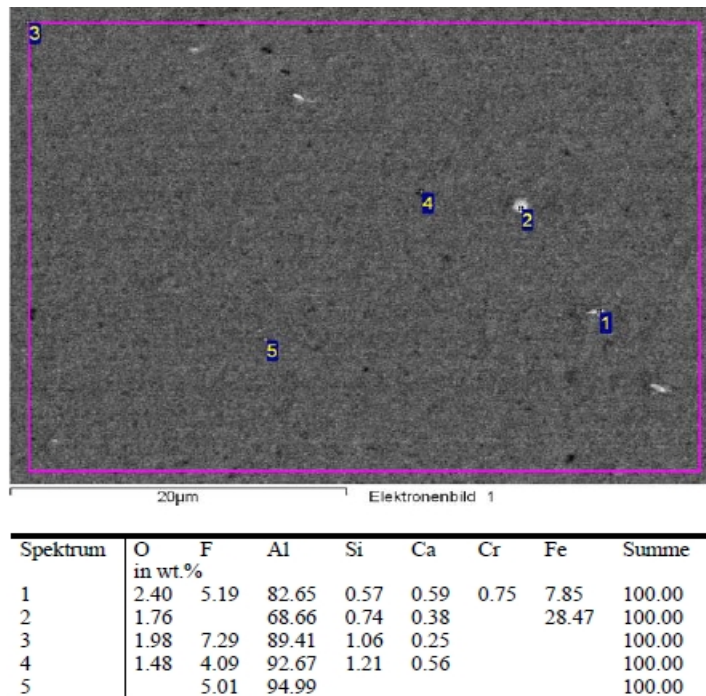 3
4
2
1
5
20µm Elektronenbild 1
Spektrum O F Al Si Ca Cr Fe Summe
in wt.%
1 2.40 5.19 82.65 0.57 0.59 0.75 7.85 100.00
2 1.76 68.66 0.74 0.38 28.47 100.00
3 1.98 7.29 89.41 1.06 0.25 100.00
4 1.48 4.09 92.67 1.21 0.56 100.00
5 5.01 94.99 100.00